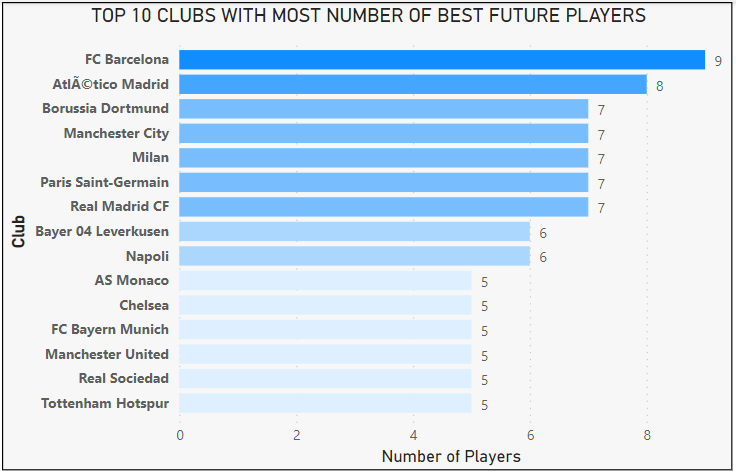 TOP 10 CLUBS WITH MOST NUMBER OF BEST FUTURE PLAYERS
Club
FC Barcelona 9
AtlÃ©tico Madrid 8
Borussia Dortmund 7
Manchester City 7
Milan 7
Paris Saint-Germain 7
Real Madrid CF 7
Bayer 04 Leverkusen 6
Napoli 6
AS Monaco 5
Chelsea 5
FC Bayern Munich 5
Manchester United 5
Real Sociedad 5
Tottenham Hotspur 5
0 2 4 6 8
Number of Players